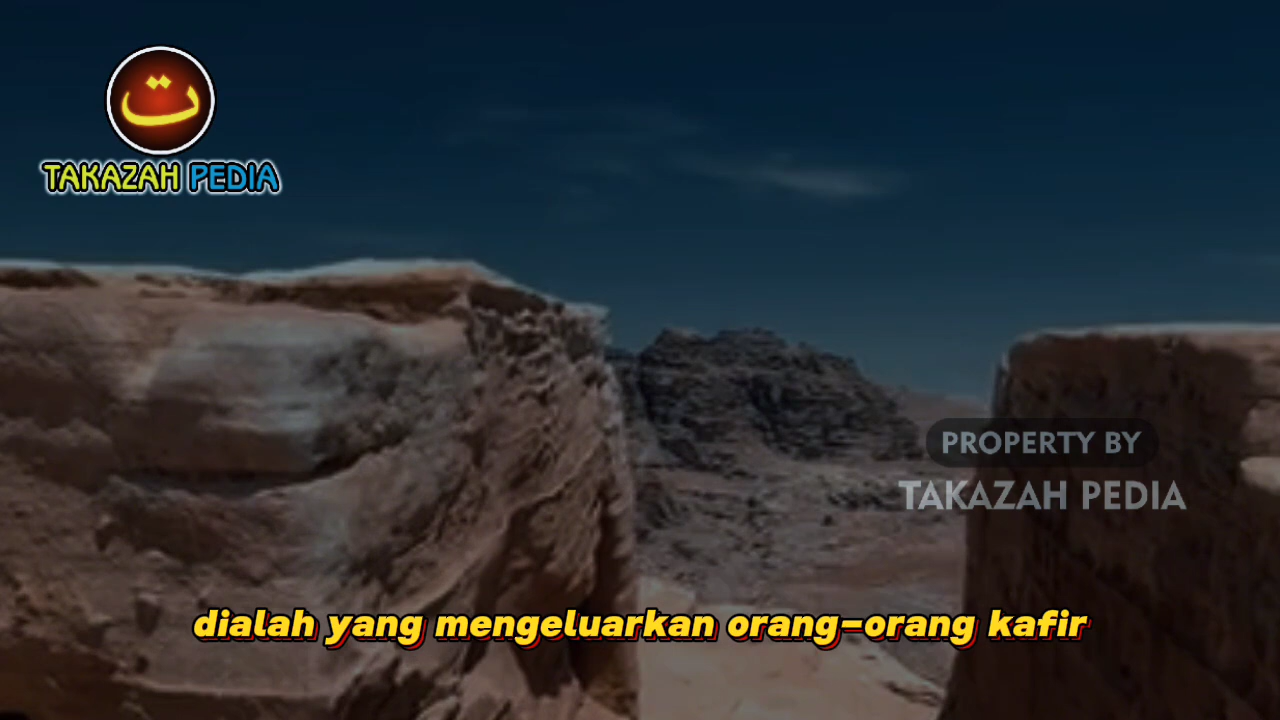 ت
TAKAZAH PEDIA
PROPERTY BY
TAKAZAH PEDIA
dialah yang mengeluarkan orang-orang kafir